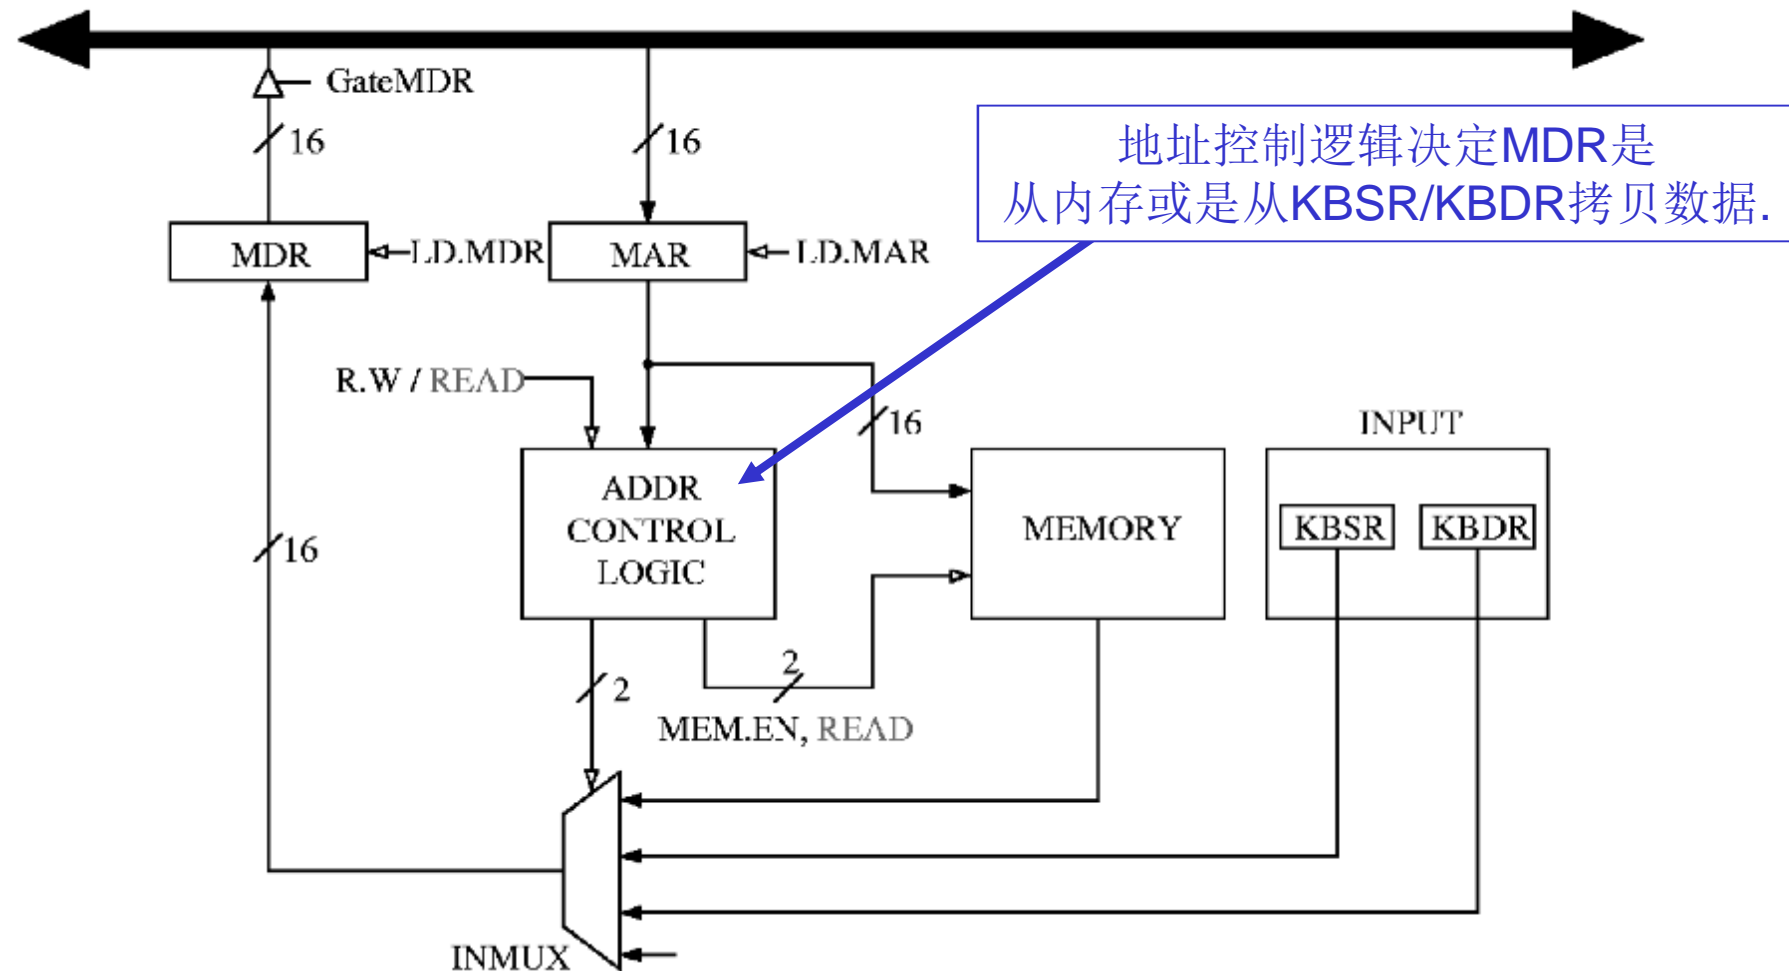 GateMDR
16
16
地址控制逻辑决定MDR是
从内存或是从KBSR/KBDR拷贝数据.
MDR
LD.MDR
MAR
LD.MAR
R.W / READ
16
INPUT
ADDR
CONTROL
LOGIC
MEMORY
KBSR
KBDR
16
2
2
MEM.EN, READ
INMUX